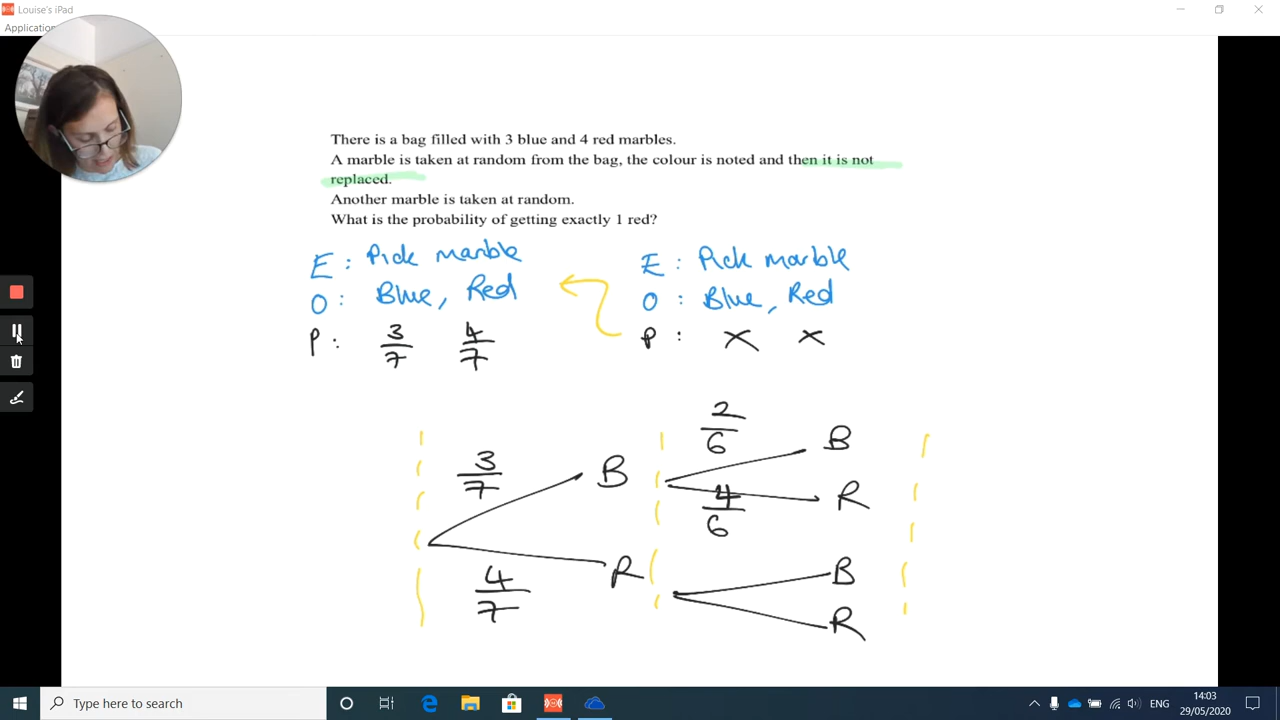 Louise's iPad
Application
There is a bag filled with 3 blue and 4 red marbles.
A marble is taken at random from the bag, the colour is noted and then it is not
replaced.
Another marble is taken at random.
What is the probability of getting exactly 1 red?
E : Pick marble
O : Blue, Red
P : 3/7 4/7
E : Pick marble
O : Blue, Red
P : x x
3/7 B
4/7 R
2/6 B
4/6 R
B
R
Type here to search
ENG
14:03
29/05/2020